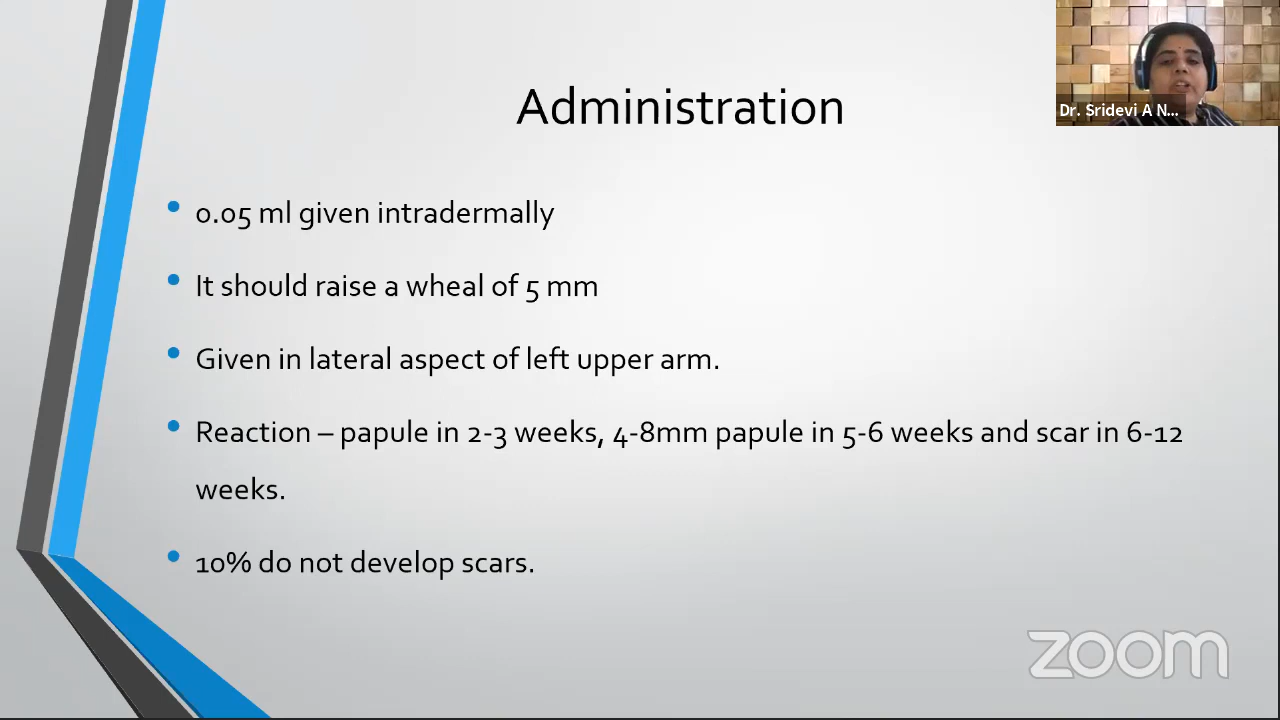 Administration
Dr. Sridevi A N...
• 0.05 ml given intradermally
• It should raise a wheal of 5 mm
• Given in lateral aspect of left upper arm.
• Reaction – papule in 2-3 weeks, 4-8mm papule in 5-6 weeks and scar in 6-12
weeks.
• 10% do not develop scars.
zoom